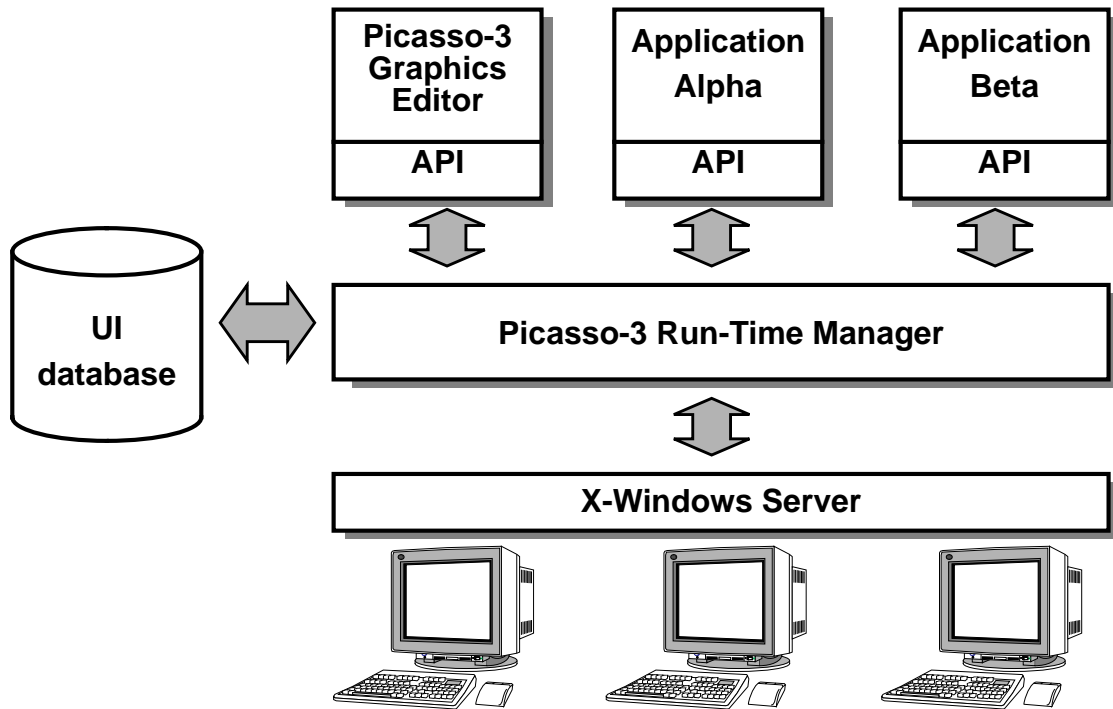 Picasso-3
Graphics
Editor
API
Application
Alpha
API
Application
Beta
API
UI
database
Picasso-3 Run-Time Manager
X-Windows Server